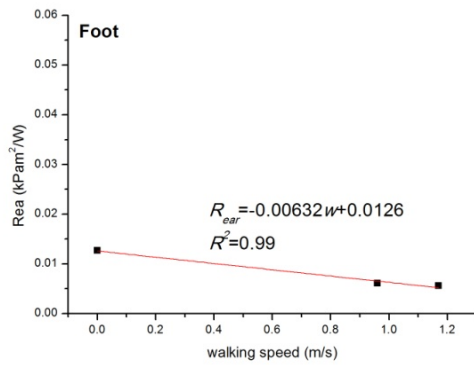 Foot
Rea (kPam²/W)
0.06
0.05
0.04
0.03
0.02
0.01
0.00
R_ear=-0.00632w+0.0126
R²=0.99
0.0 0.2 0.4 0.6 0.8 1.0 1.2
walking speed (m/s)